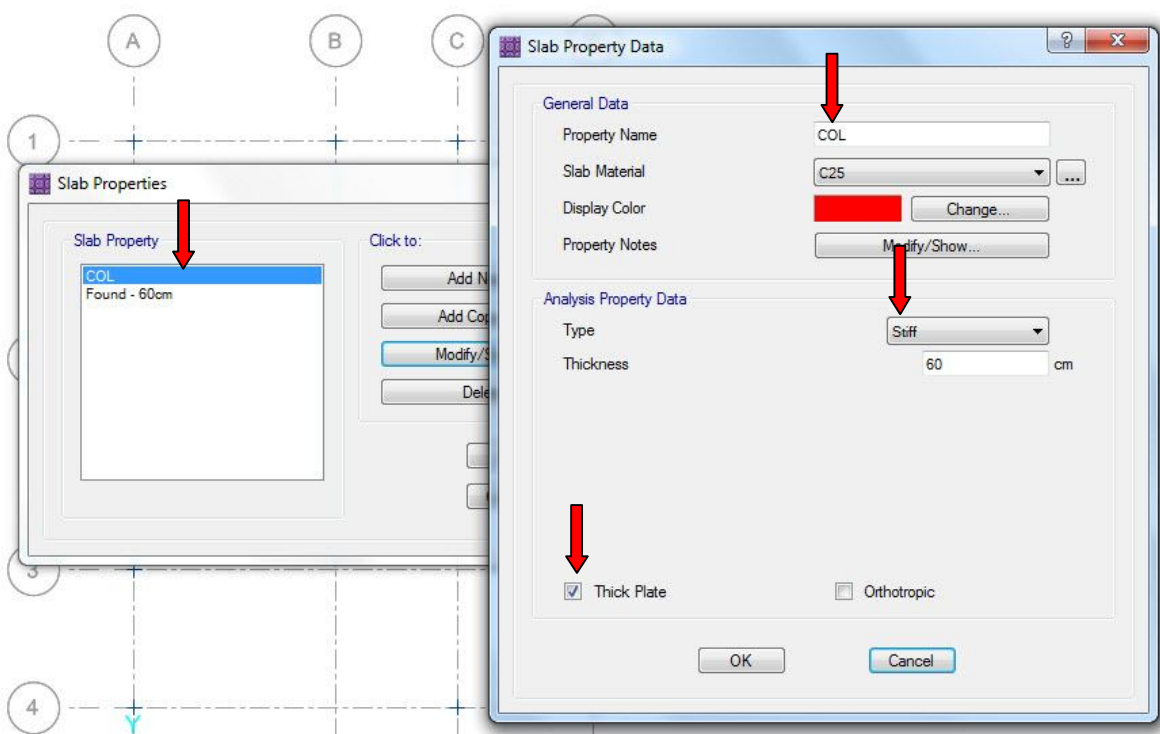 A
B
C
1
3
4
Y
Slab Properties
Slab Property
COL
Found - 60cm
Click to:
Add N
Add Cop
Modify/S
Dele
Slab Property Data
General Data
Property Name
COL
Slab Material
C25
...
Display Color
Change...
Property Notes
Modify/Show...
Analysis Property Data
Type
Stiff
Thickness
60
cm
Thick Plate
Orthotropic
OK
Cancel